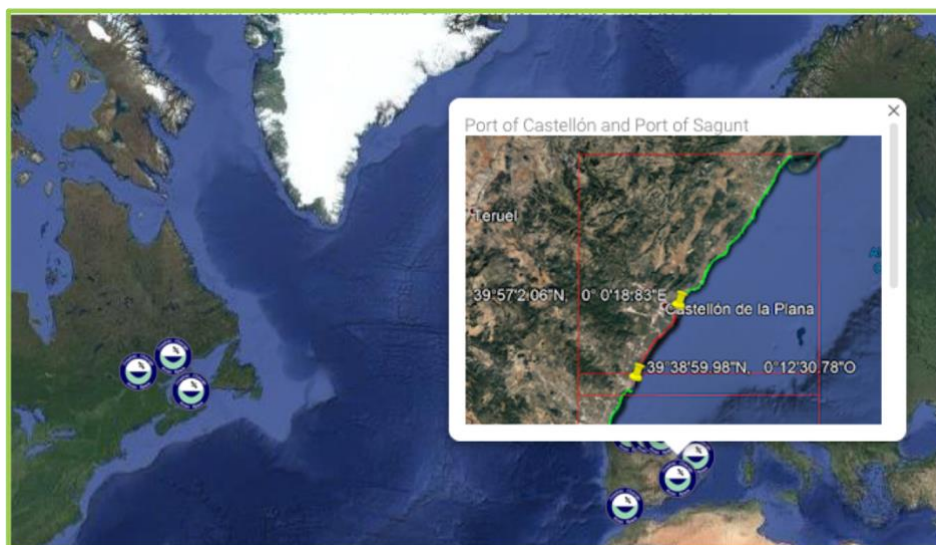 ×
Port of Castellón and Port of Sagunt
Teruel
39°57'2.06"N, 0° 0'18:83"E
Castellón de la Plana
39°38'59.98"N, 0°12'30.78"O